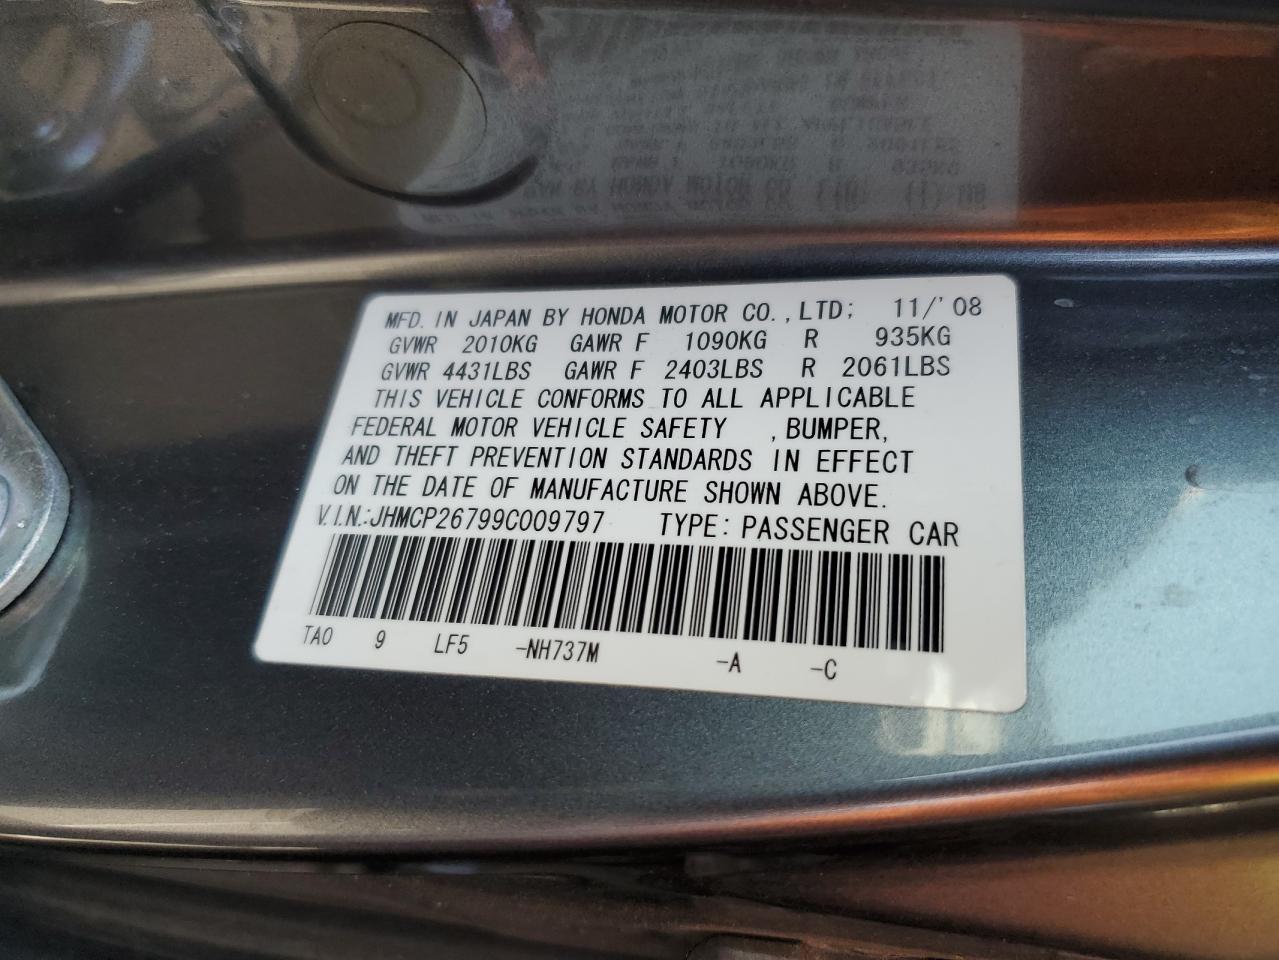 MFD. IN JAPAN BY HONDA MOTOR CO.,LTD; 11/'08
GVWR 2010KG GAWR F 1090KG R 935KG
GVWR 4431LBS GAWR F 2403LBS R 2061LBS
THIS VEHICLE CONFORMS TO ALL APPLICABLE
FEDERAL MOTOR VEHICLE SAFETY ,BUMPER,
AND THEFT PREVENTION STANDARDS IN EFFECT
ON THE DATE OF MANUFACTURE SHOWN ABOVE.
V.I.N.:JHMCP26799C009797 TYPE: PASSENGER CAR
TA0 9 LF5 -NH737M -A -C